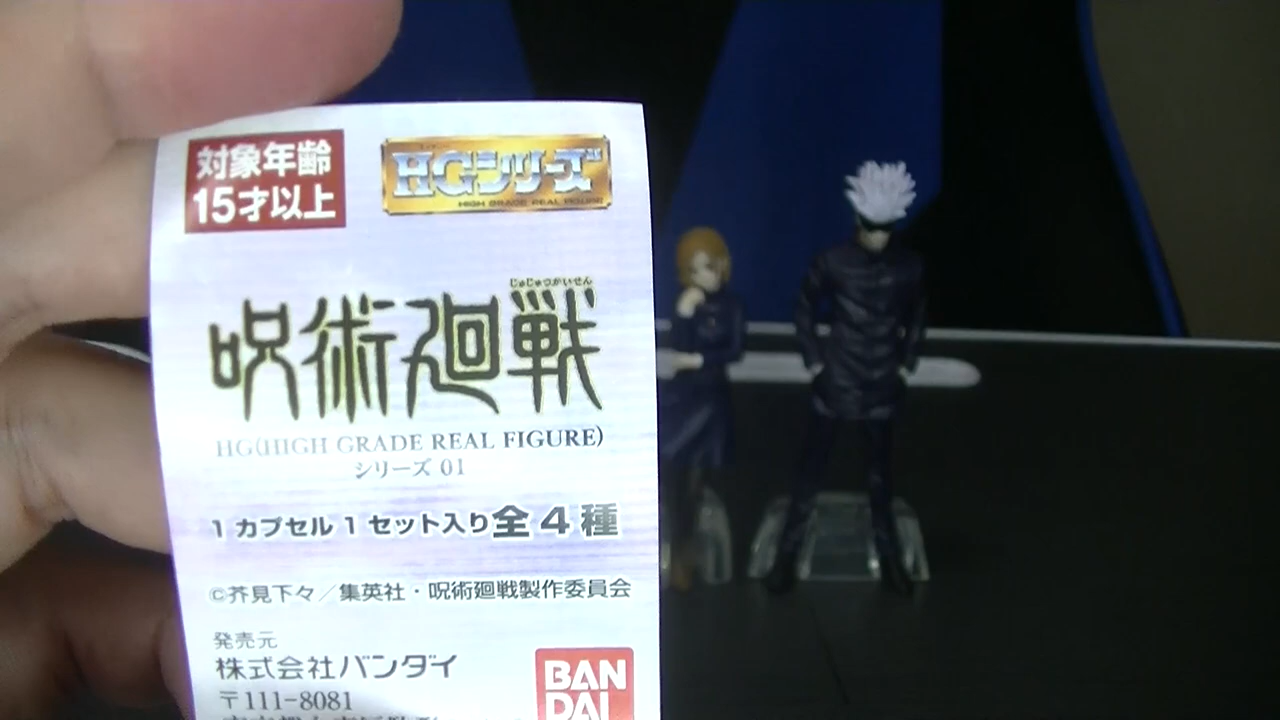 対象年齢
15才以上
HGシリーズ
HIGH GRADE REAL FIGURE
じゅじゅつかいせん
呪術廻戦
HG(HIGH GRADE REAL FIGURE)
シリーズ 01
1 カプセル 1 セット入り 全 4 種
©芥見下々／集英社・呪術廻戦製作委員会
発売元
株式会社バンダイ
〒111-8081
BAN
DAI